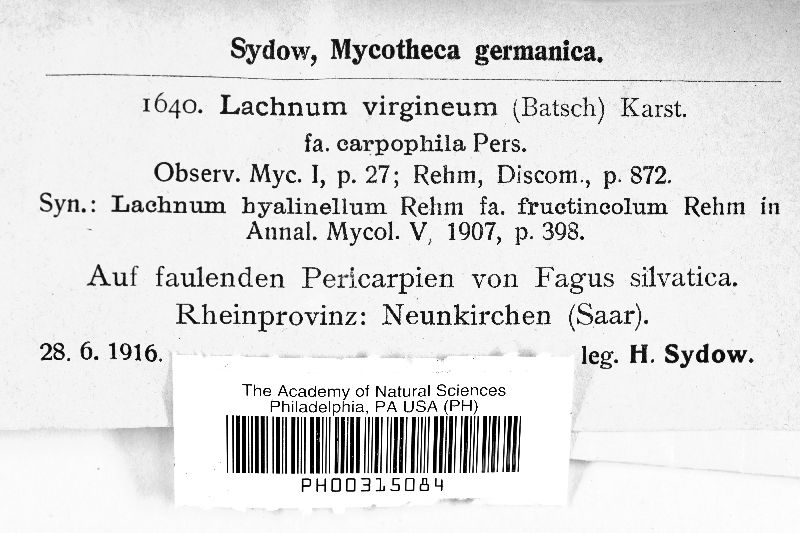 Sydow, Mycotheca germanica.
1640. Lachnum virgineum (Batsch) Karst.
fa. carpophila Pers.
Observ. Myc. I, p. 27; Rehm, Discom., p. 872.
Syn.: Lachnum hyalinellum Rehm fa. fructincolum Rehm in
Annal. Mycol. V, 1907, p. 398.
Auf faulenden Pericarpien von Fagus silvatica.
Rheinprovinz: Neunkirchen (Saar).
28. 6. 1916. leg. H. Sydow.
The Academy of Natural Sciences
Philadelphia, PA USA (PH)
PH00315084